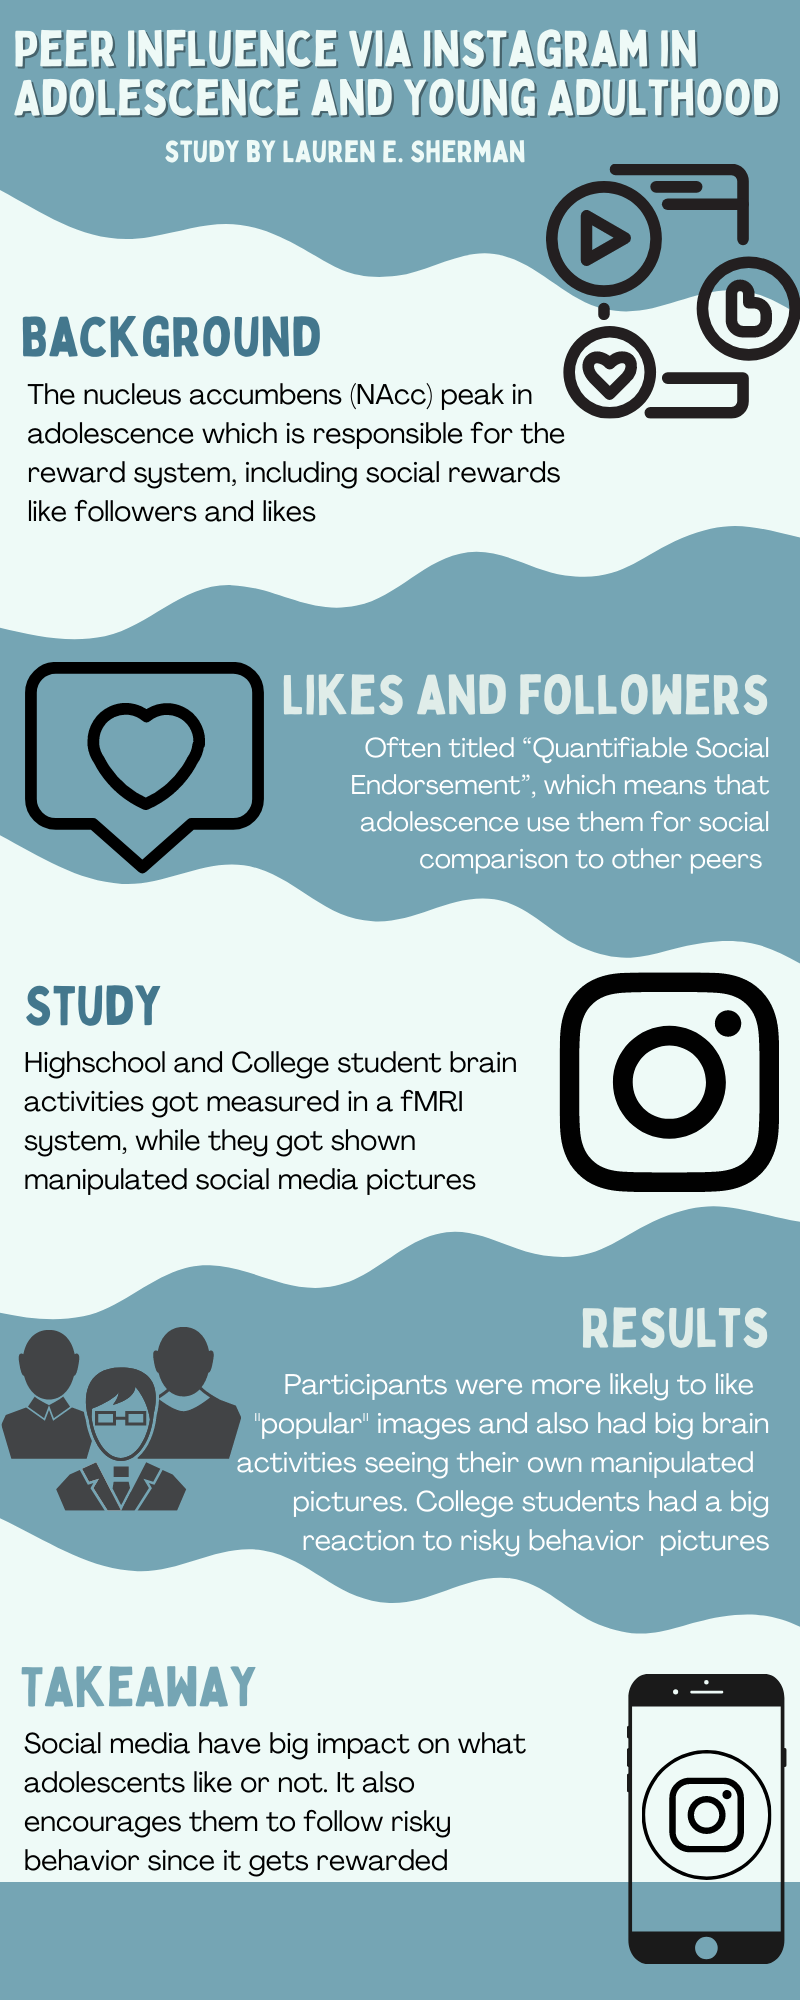 PEER INFLUENCE VIA INSTAGRAM IN
ADOLESCENCE AND YOUNG ADULTHOOD
STUDY BY LAUREN E. SHERMAN
BACKGROUND
The nucleus accumbens (NAcc) peak in
adolescence which is responsible for the
reward system, including social rewards
like followers and likes
LIKES AND FOLLOWERS
Often titled “Quantifiable Social
Endorsement”, which means that
adolescence use them for social
comparison to other peers
STUDY
Highschool and College student brain
activities got measured in a fMRI
system, while they got shown
manipulated social media pictures
RESULTS
Participants were more likely to like
"popular" images and also had big brain
activities seeing their own manipulated
pictures. College students had a big
reaction to risky behavior pictures
TAKEAWAY
Social media have big impact on what
adolescents like or not. It also
encourages them to follow risky
behavior since it gets rewarded